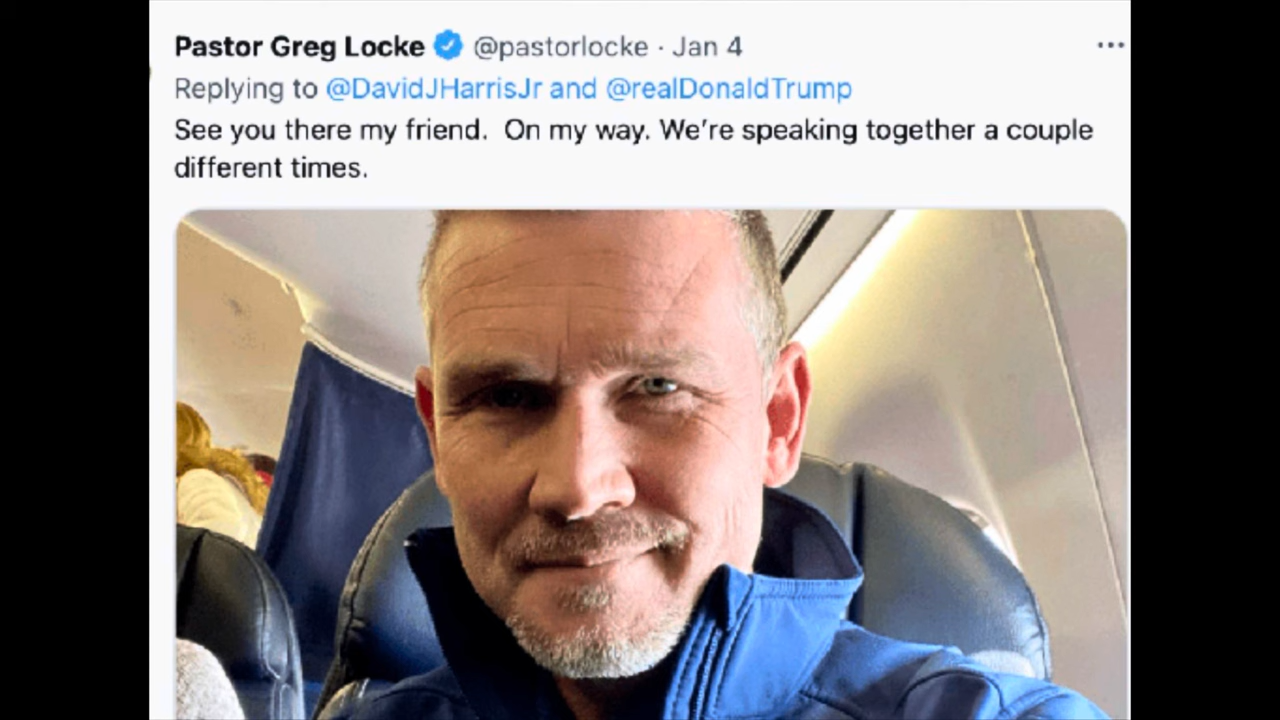 Pastor Greg Locke @pastorlocke · Jan 4
Replying to @DavidJHarrisJr and @realDonaldTrump
See you there my friend.  On my way. We’re speaking together a couple
different times.